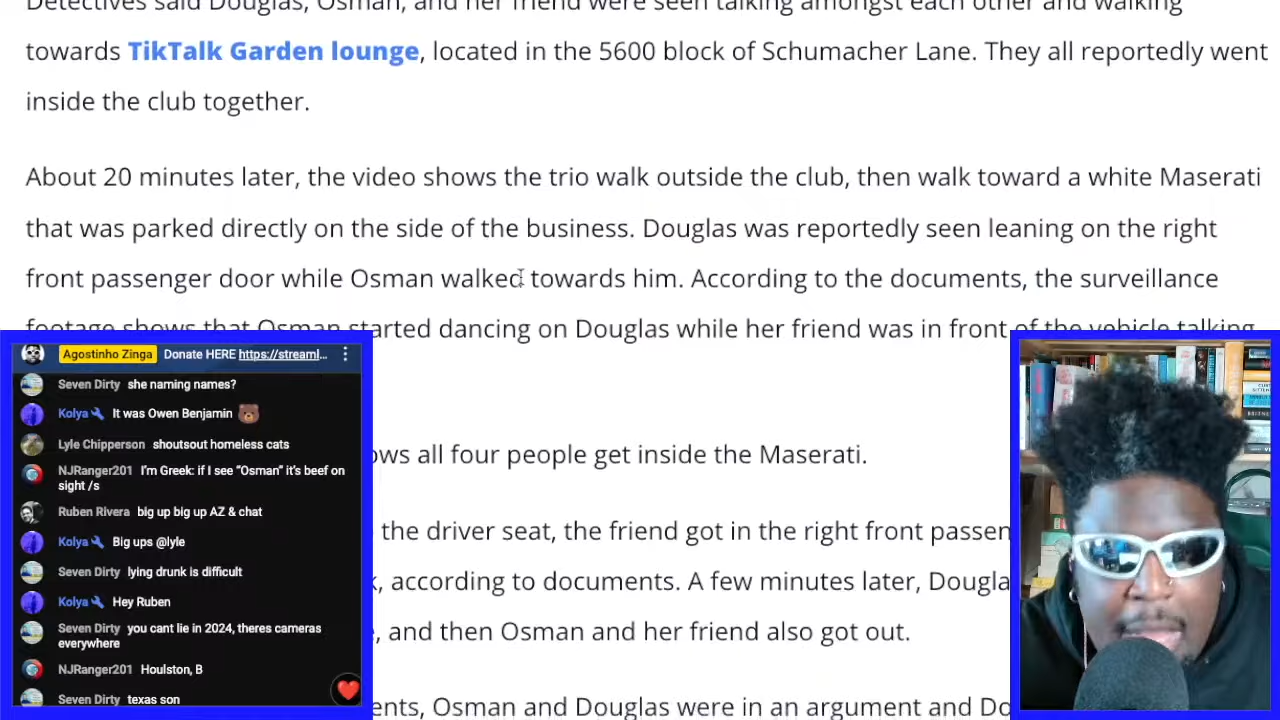 Detectives said Douglas, Osman, and her friend were seen talking amongst each other and walking
towards TikTalk Garden lounge, located in the 5600 block of Schumacher Lane. They all reportedly went
inside the club together.
About 20 minutes later, the video shows the trio walk outside the club, then walk toward a white Maserati
that was parked directly on the side of the business. Douglas was reportedly seen leaning on the right
front passenger door while Osman walked towards him. According to the documents, the surveillance
footage shows that Osman started dancing on Douglas while her friend was in front of the vehicle talking
ows all four people get inside the Maserati.
the driver seat, the friend got in the right front passen
, according to documents. A few minutes later, Dougla
, and then Osman and her friend also got out.
ents, Osman and Douglas were in an argument and Do
Agostinho Zinga Donate HERE https://streaml...
Seven Dirty she naming names?
Kolya It was Owen Benjamin
Lyle Chipperson shoutsout homeless cats
NJRanger201 I'm Greek: if I see "Osman" it's beef on
sight /s
Ruben Rivera big up big up AZ & chat
Kolya Big ups @lyle
Seven Dirty lying drunk is difficult
Kolya Hey Ruben
Seven Dirty you cant lie in 2024, theres cameras
everywhere
NJRanger201 Houlston, B
Seven Dirty texas son